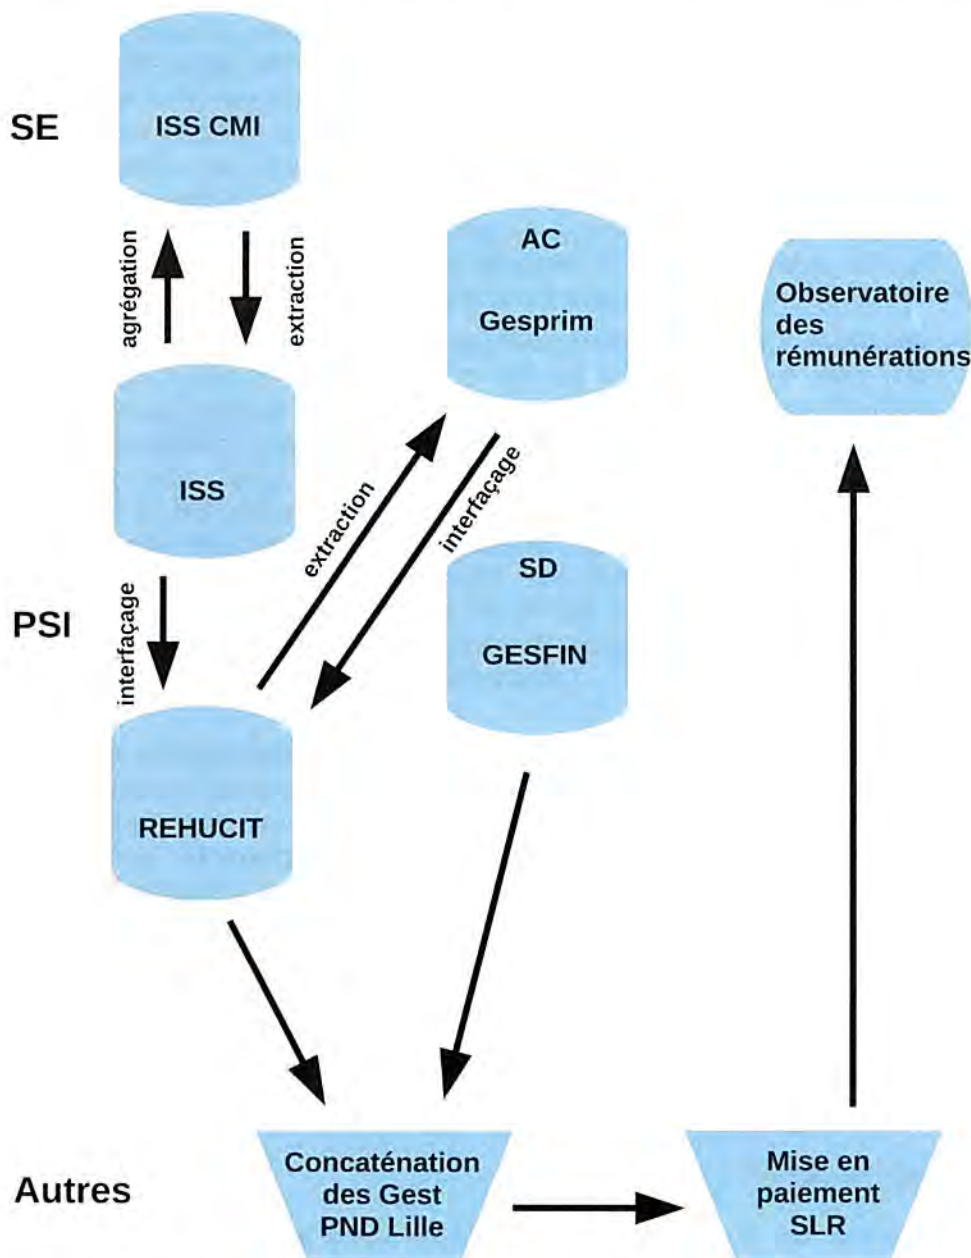 SE
ISS CMI
agrégation
extraction
AC
Gesprim
Observatoire
des
rémunérations
ISS
extraction
interfaçage
PSI
interfaçage
SD
GESFIN
REHUCIT
Autres
Concaténation
des Gest
PND Lille
Mise en
paiement
SLR